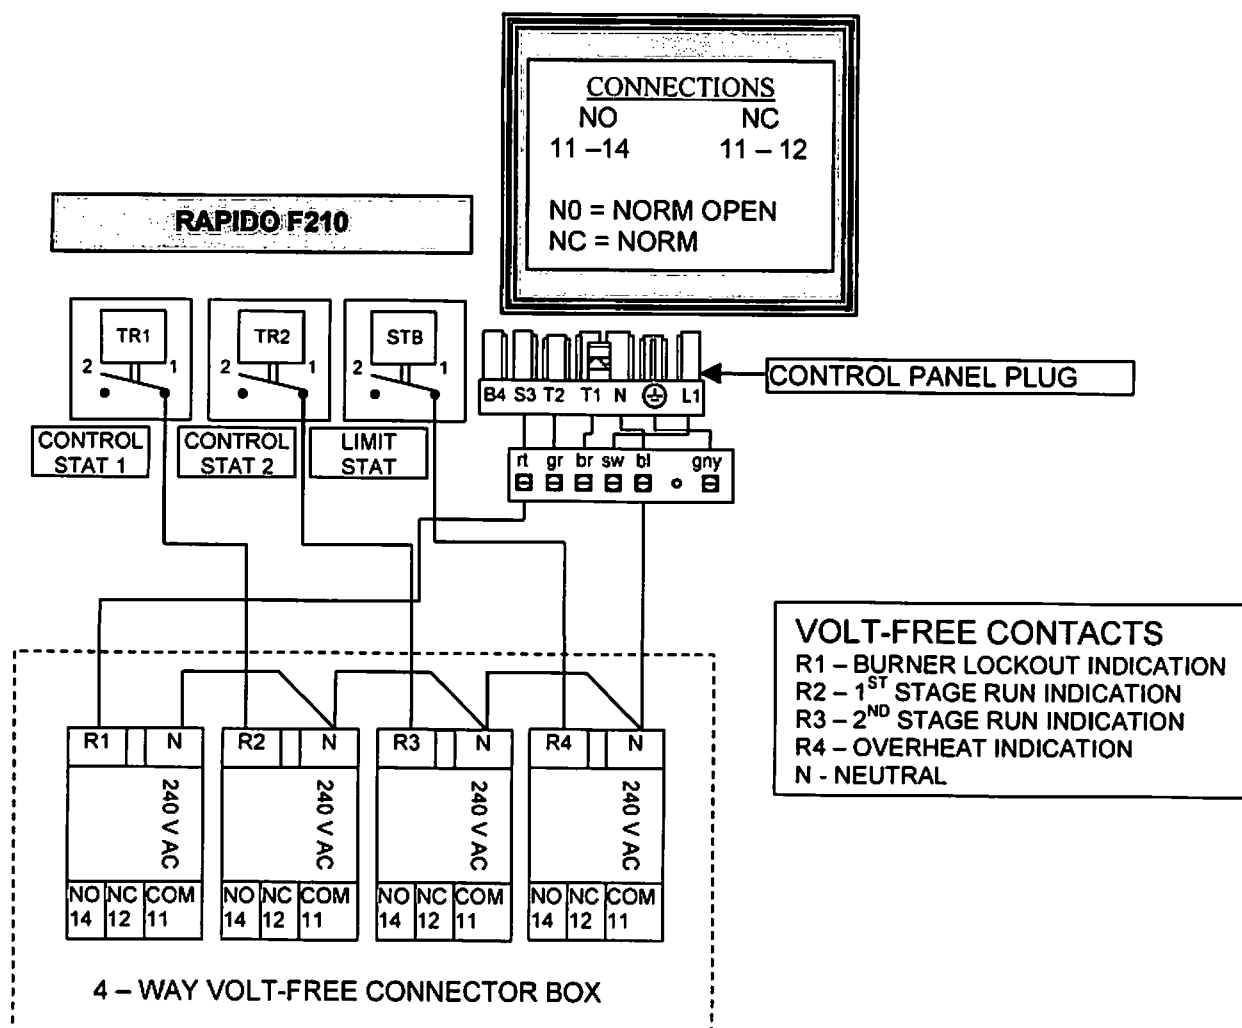 CONNECTIONS
NO NC
11 –14 11 – 12
N0 = NORM OPEN
NC = NORM
RAPIDO F210
TR1 TR2 STB
2 1 2 1 2 1
CONTROL PANEL PLUG
B4 S3 T2 T1 N L1
CONTROL STAT 1
CONTROL STAT 2
LIMIT STAT
rt gr br sw bl gny
VOLT-FREE CONTACTS
R1 – BURNER LOCKOUT INDICATION
R2 – 1ST STAGE RUN INDICATION
R3 – 2ND STAGE RUN INDICATION
R4 – OVERHEAT INDICATION
N - NEUTRAL
R1 N R2 N R3 N R4 N
240 V AC 240 V AC 240 V AC 240 V AC
NO NC COM NO NC COM NO NC COM NO NC COM
14 12 11 14 12 11 14 12 11 14 12 11
4 – WAY VOLT-FREE CONNECTOR BOX